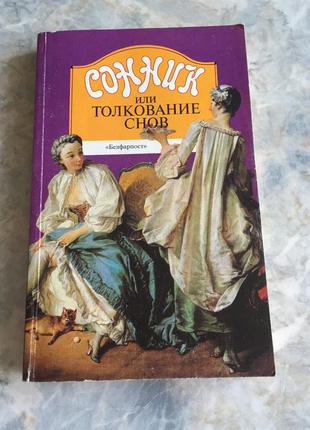 СОННИК
или
ТОЛКОВАНИЕ
СНОВ
«Белфарпост»